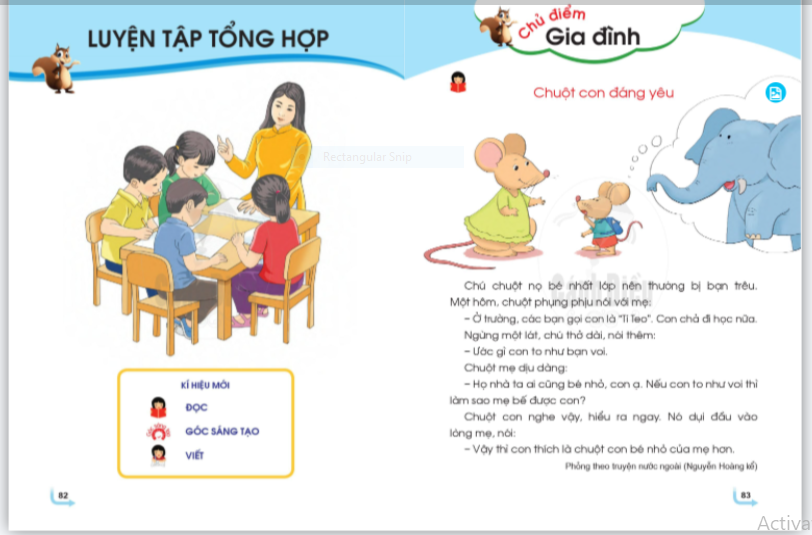 LUYỆN TẬP TỔNG HỢP
KÍ HIỆU MỚI
ĐỌC
GÓC SÁNG TẠO
VIẾT
82
Chủ điểm
Gia đình
Chuột con đáng yêu
Rectangular Snip
Cánh Diều
Chú chuột nọ bé nhất lớp nên thường bị bạn trêu.
Một hôm, chuột phụng phịu nói với mẹ:
– Ở trường, các bạn gọi con là "Tí Teo". Con chả đi học nữa.
Ngừng một lát, chú thở dài, nói thêm:
– Ước gì con to như bạn voi.
Chuột mẹ dịu dàng:
– Họ nhà ta ai cũng bé nhỏ, con ạ. Nếu con to như voi thì
làm sao mẹ bế được con?
Chuột con nghe vậy, hiểu ra ngay. Nó dụi đầu vào
lòng mẹ, nói:
– Vậy thì con thích là chuột con bé nhỏ của mẹ hơn.
Phỏng theo truyện nước ngoài (Nguyễn Hoàng kể)
83
Activa